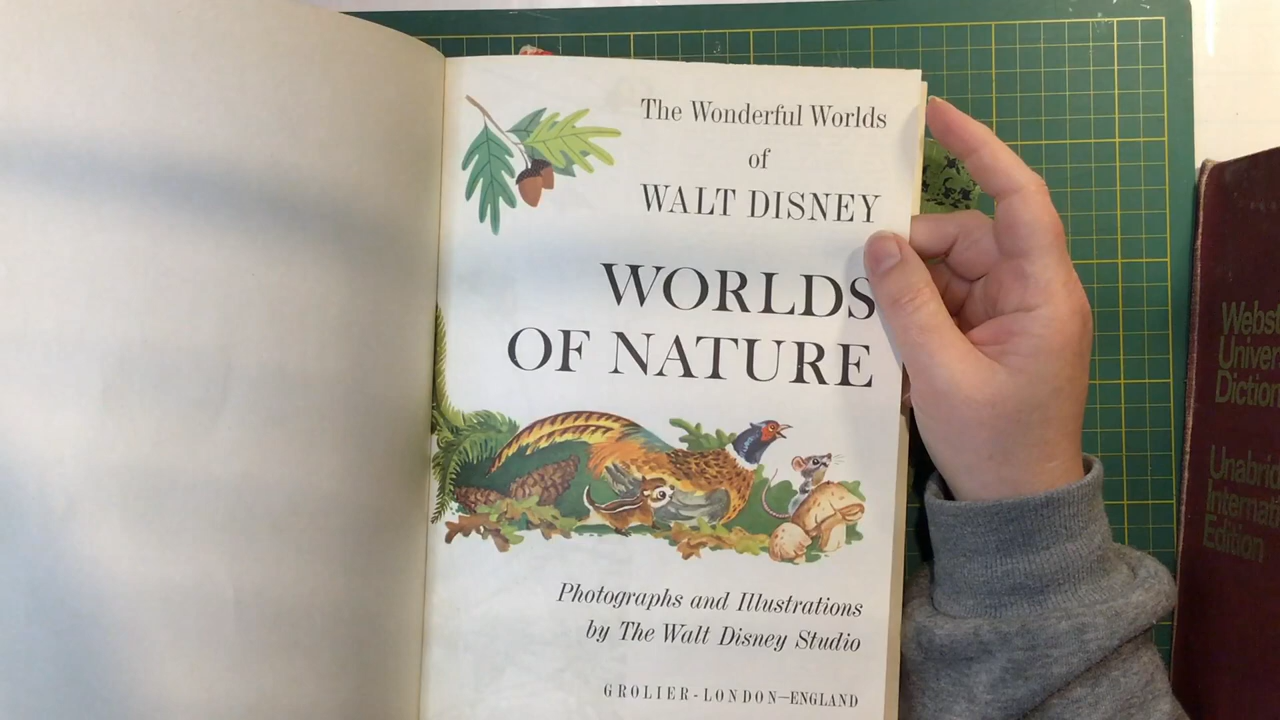 The Wonderful Worlds
of
WALT DISNEY
WORLDS
OF NATURE
Photographs and Illustrations
by The Walt Disney Studio
GROLIER-LONDON—ENGLAND
Edition